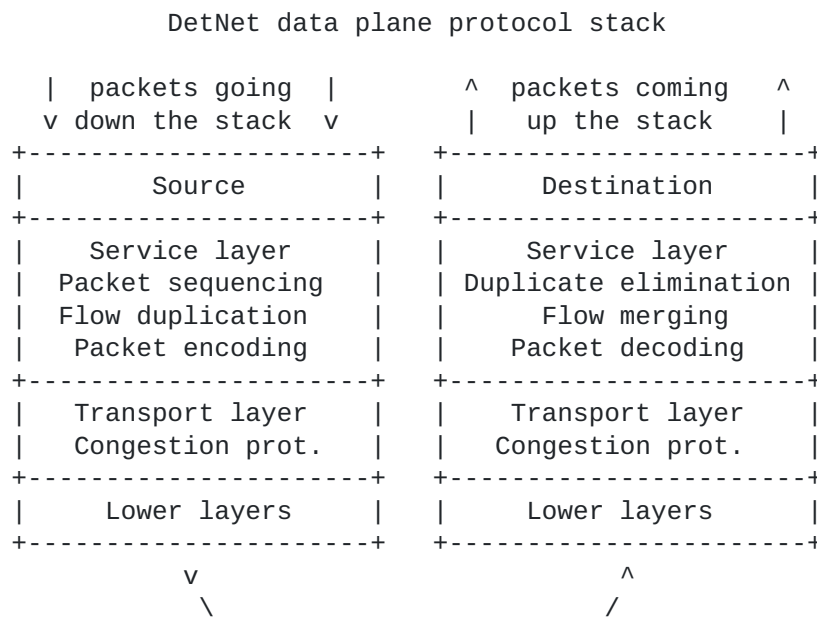 DetNet data plane protocol stack
|  packets going  |        ^  packets coming   ^
v down the stack  v        |   up the stack    |
+----------------------+   +-----------------------+
|        Source        |   |      Destination      |
+----------------------+   +-----------------------+
|    Service layer     |   |     Service layer     |
|  Packet sequencing   |   | Duplicate elimination |
|  Flow duplication    |   |      Flow merging     |
|   Packet encoding    |   |    Packet decoding    |
+----------------------+   +-----------------------+
|   Transport layer    |   |    Transport layer    |
|   Congestion prot.   |   |   Congestion prot.    |
+----------------------+   +-----------------------+
|     Lower layers     |   |     Lower layers      |
+----------------------+   +-----------------------+
v                           ^
\                         /